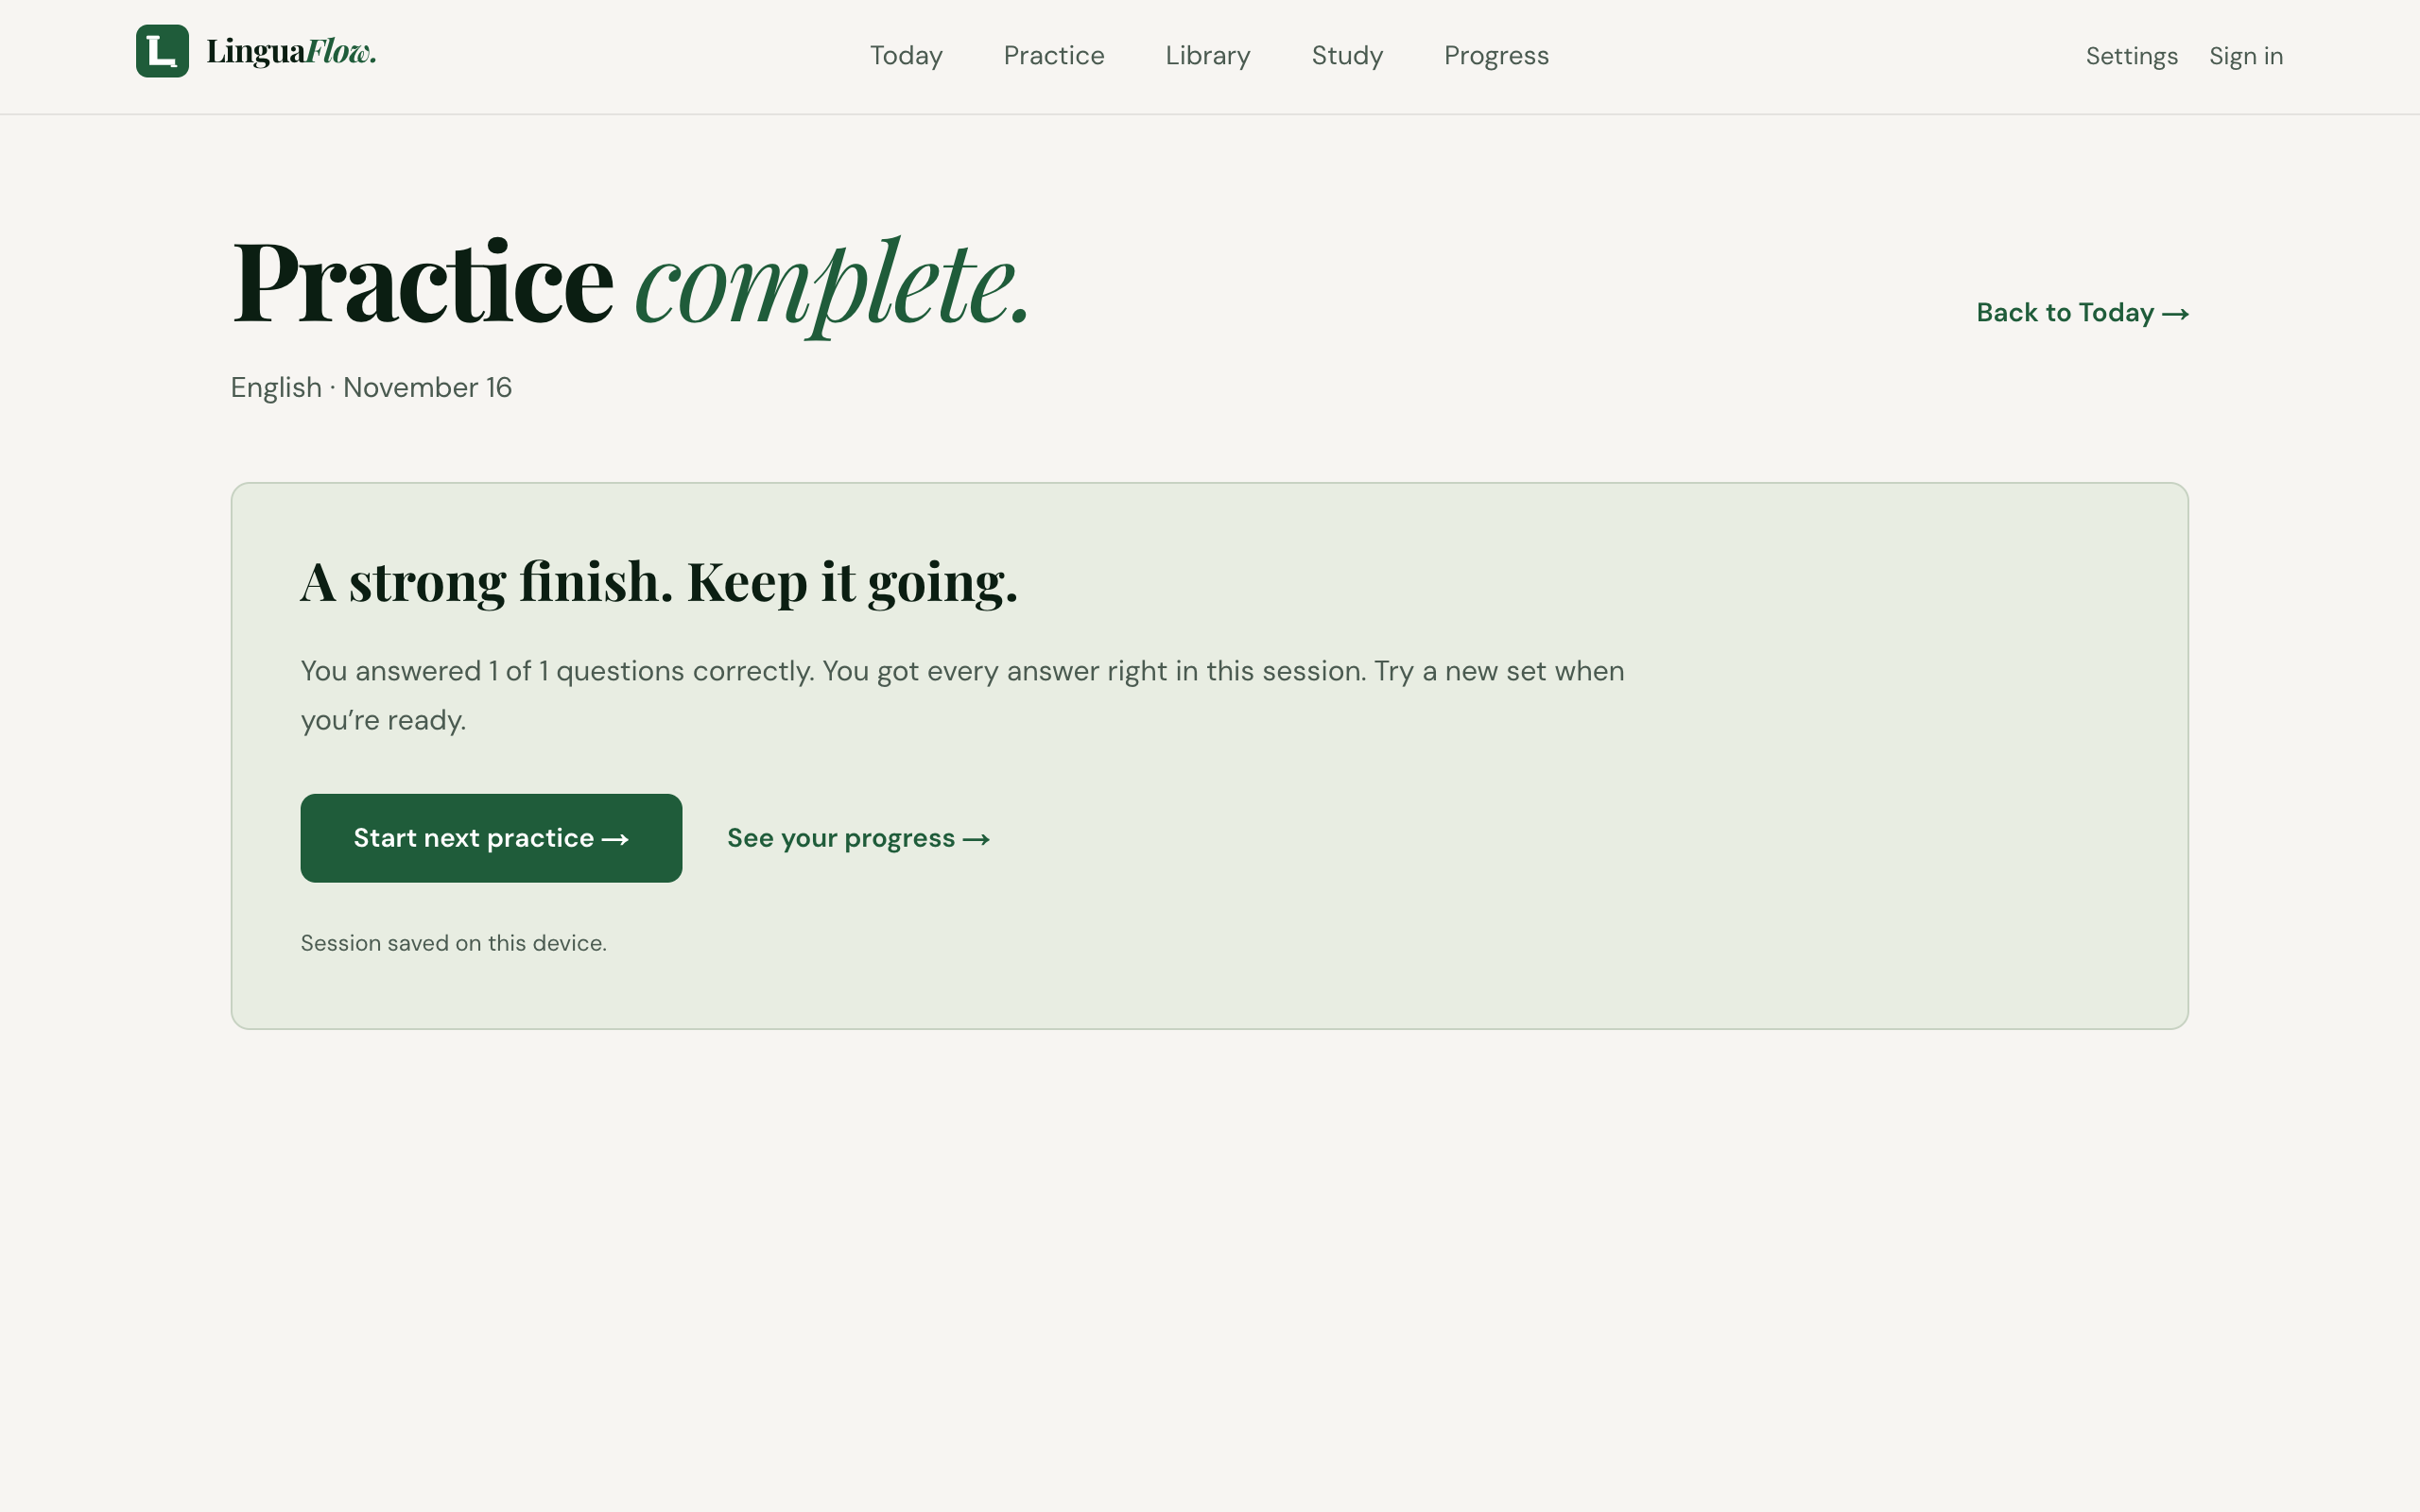 L LinguaFlow.
Today Practice Library Study Progress
Settings Sign in
Practice complete.
Back to Today →
English · November 16
A strong finish. Keep it going.
You answered 1 of 1 questions correctly. You got every answer right in this session. Try a new set when
you’re ready.
Start next practice → See your progress →
Session saved on this device.